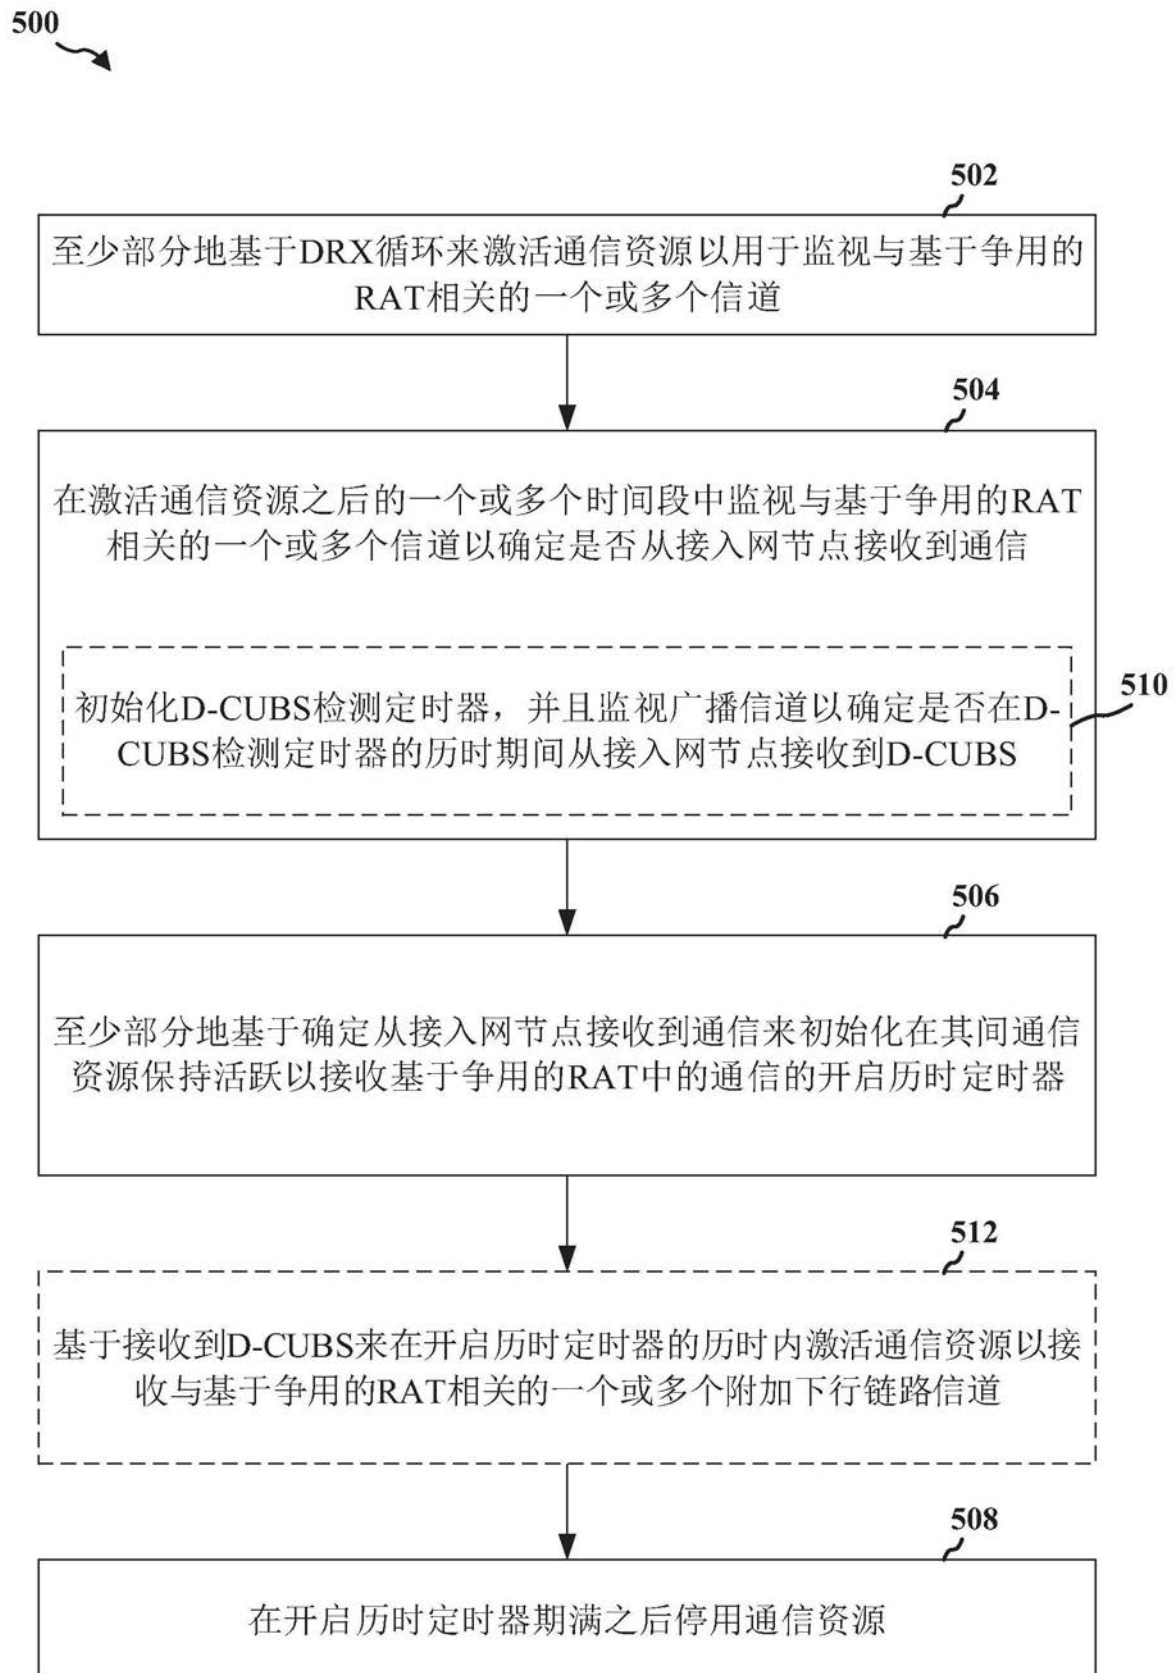 500
502
至少部分地基于DRX循环来激活通信资源以用于监视与基于争用的
RAT相关的一个或多个信道
504
在激活通信资源之后的一个或多个时间段中监视与基于争用的RAT
相关的一个或多个信道以确定是否从接入网节点接收到通信
510
初始化D-CUBS检测定时器，并且监视广播信道以确定是否在D-
CUBS检测定时器的历时期间从接入网节点接收到D-CUBS
506
至少部分地基于确定从接入网节点接收到通信来初始化在其间通信
资源保持活跃以接收基于争用的RAT中的通信的开启历时定时器
512
基于接收到D-CUBS来在开启历时定时器的历时内激活通信资源以接
收与基于争用的RAT相关的一个或多个附加下行链路信道
508
在开启历时定时器期满之后停用通信资源